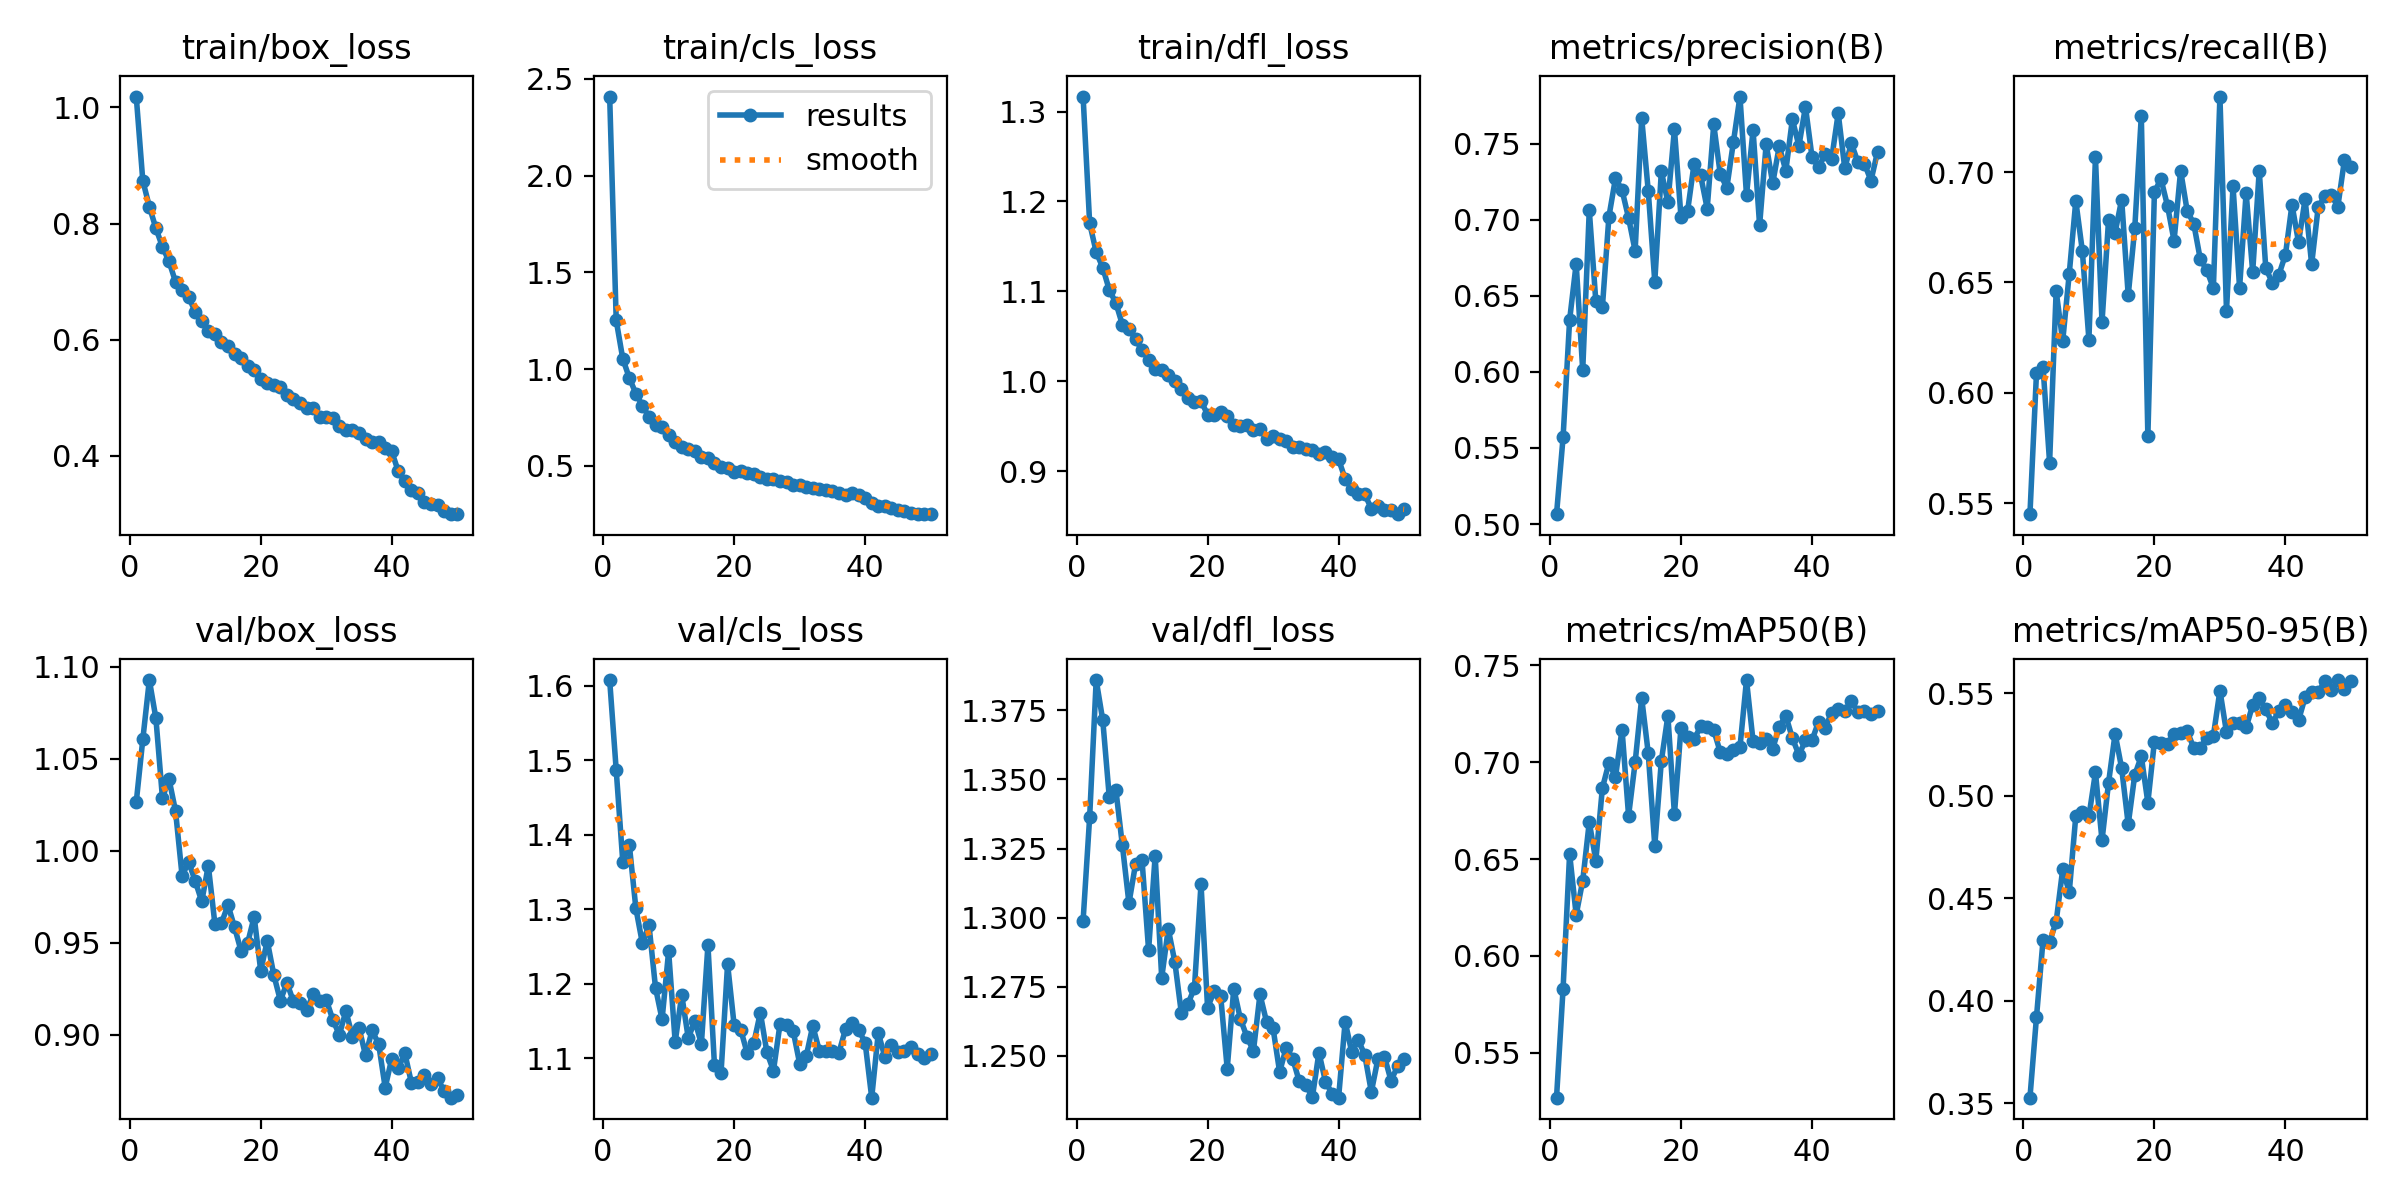 train/box_loss
1.0
0.8
0.6
0.4
0 20 40
train/cls_loss
2.5
2.0
1.5
1.0
0.5
results
smooth
0 20 40
train/dfl_loss
1.3
1.2
1.1
1.0
0.9
0 20 40
metrics/precision(B)
0.75
0.70
0.65
0.60
0.55
0.50
0 20 40
metrics/recall(B)
0.70
0.65
0.60
0.55
0 20 40
val/box_loss
1.10
1.05
1.00
0.95
0.90
0 20 40
val/cls_loss
1.6
1.5
1.4
1.3
1.2
1.1
0 20 40
val/dfl_loss
1.375
1.350
1.325
1.300
1.275
1.250
0 20 40
metrics/mAP50(B)
0.75
0.70
0.65
0.60
0.55
0 20 40
metrics/mAP50-95(B)
0.55
0.50
0.45
0.40
0.35
0 20 40